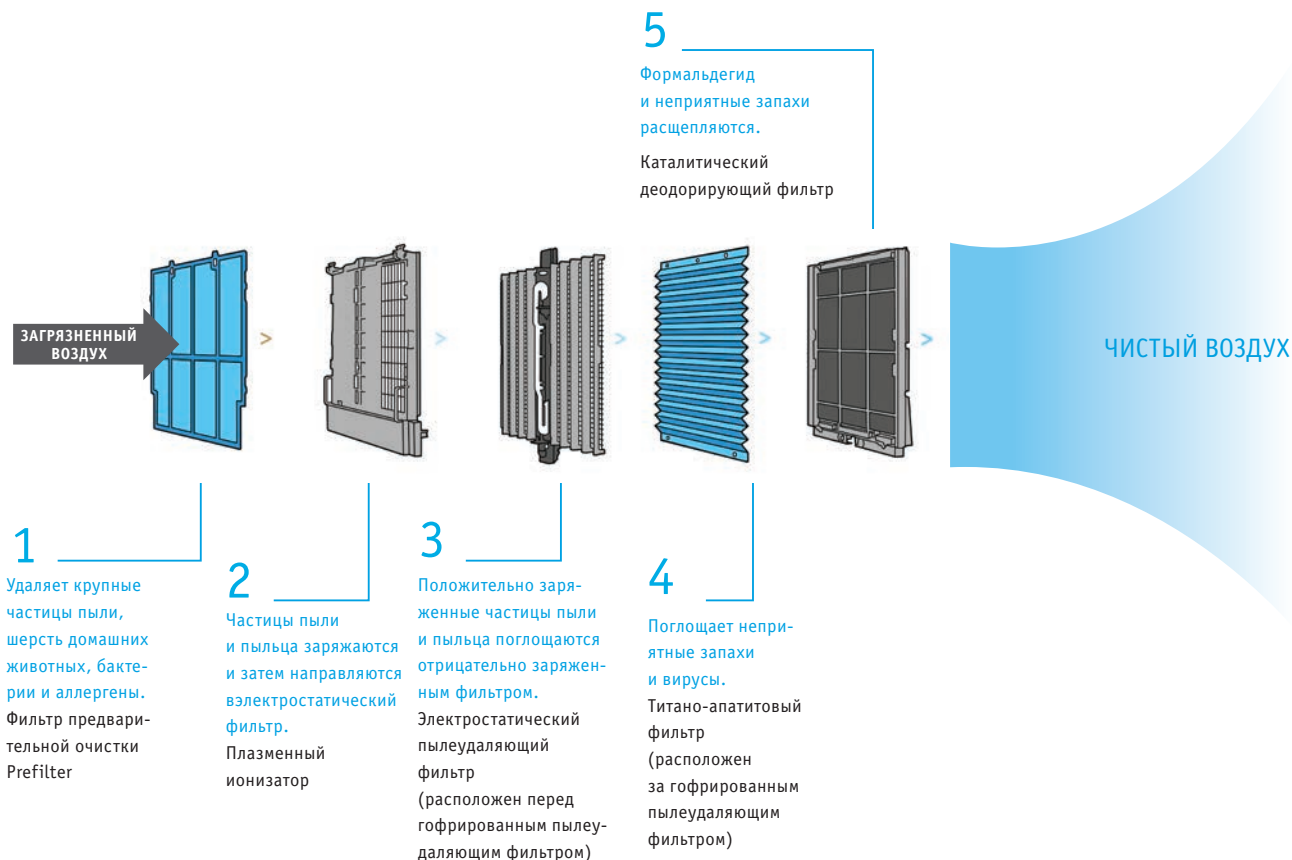 5
Формальдегид
и неприятные запахи
расщепляются.
Каталитический
деодорирующий фильтр
ЗАГРЯЗНЕННЫЙ
ВОЗДУХ
ЧИСТЫЙ ВОЗДУХ
1
Удаляет крупные
частицы пыли,
шерсть домашних
животных, бакте-
рии и аллергены.
Фильтр предвари-
тельной очистки
Prefilter
2
Частицы пыли
и пыльца заряжаются
и затем направляются
вэлектростатический
фильтр.
Плазменный
ионизатор
3
Положительно заря-
женные частицы пыли
и пыльца поглощаются
отрицательно заряжен-
ным фильтром.
Электростатический
пылеудаляющий
фильтр
(расположен перед
гофрированным пылеу-
даляющим фильтром)
4
Поглощает непри-
ятные запахи
и вирусы.
Титано-апатитовый
фильтр
(расположен
за гофрированным
пылеудаляющим
фильтром)